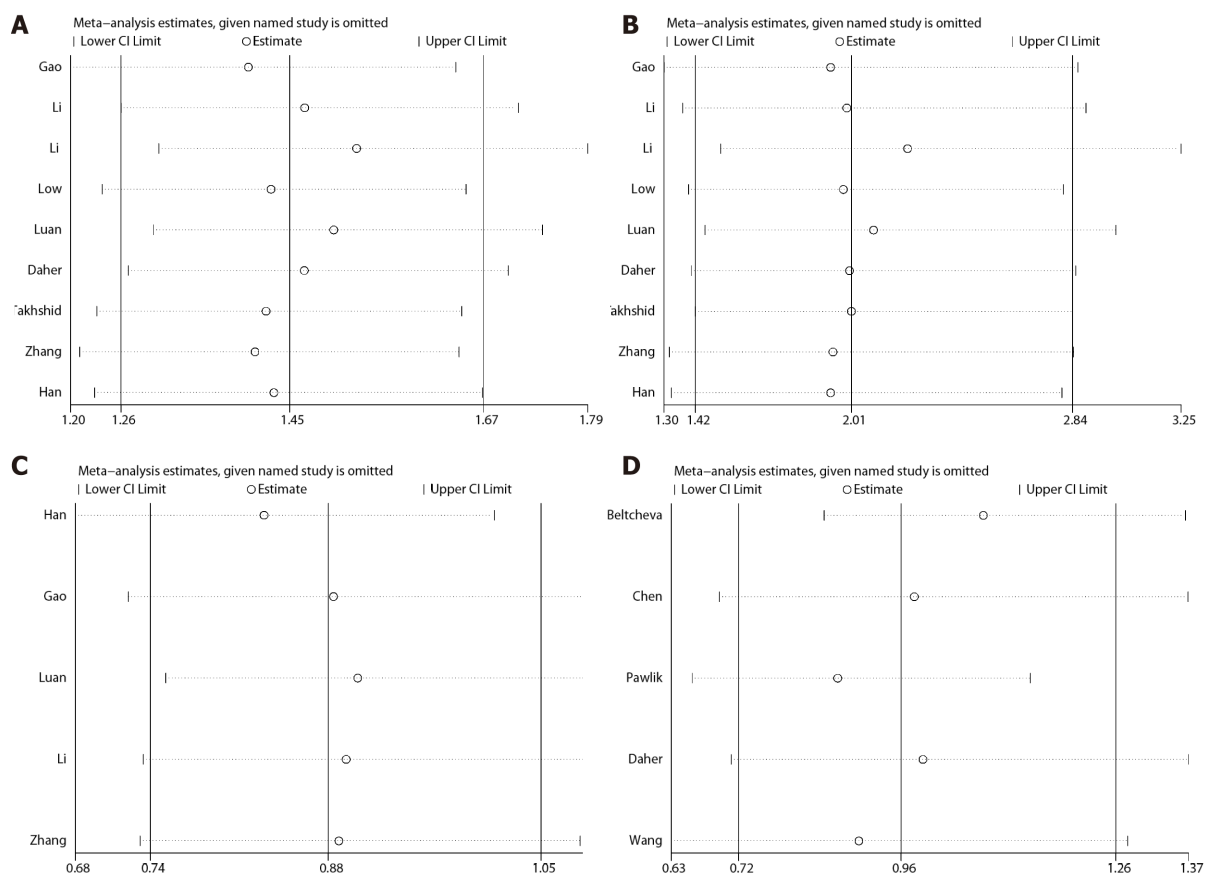 A
Meta−analysis estimates, given named study is omitted
| Lower CI Limit ○ Estimate | Upper CI Limit
Gao
Li
Li
Low
Luan
Daher
akhshid
Zhang
Han
1.20 1.26 1.45 1.67 1.79
B
Meta−analysis estimates, given named study is omitted
| Lower CI Limit ○ Estimate | Upper CI Limit
Gao
Li
Li
Low
Luan
Daher
akhshid
Zhang
Han
1.30 1.42 2.01 2.84 3.25
C
Meta−analysis estimates, given named study is omitted
| Lower CI Limit ○ Estimate | Upper CI Limit
Han
Gao
Luan
Li
Zhang
0.68 0.74 0.88 1.05
D
Meta−analysis estimates, given named study is omitted
| Lower CI Limit ○ Estimate | Upper CI Limit
Beltcheva
Chen
Pawlik
Daher
Wang
0.63 0.72 0.96 1.26 1.37